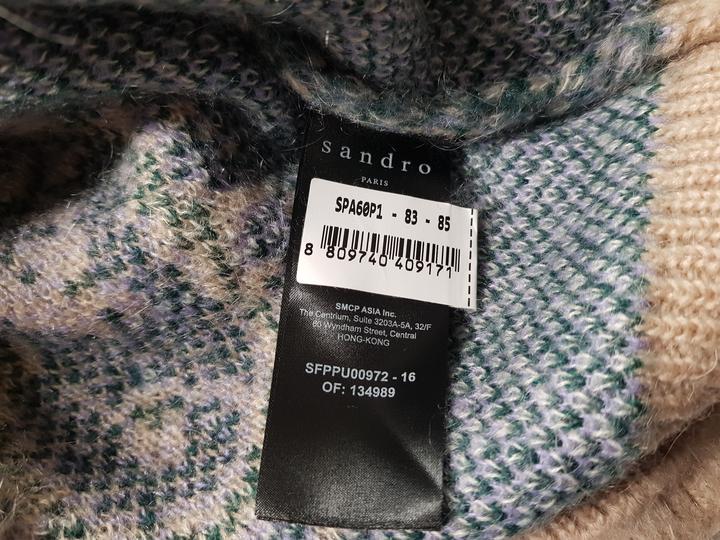 sandro
PARIS
SPA60P1 - 83 - 85
8 809740 409171
SMCP ASIA Inc.
The Centrium, Suite 3203A-5A, 32/F
60 Wyndham Street, Central
HONG-KONG
SFPPU00972 - 16
OF: 134989